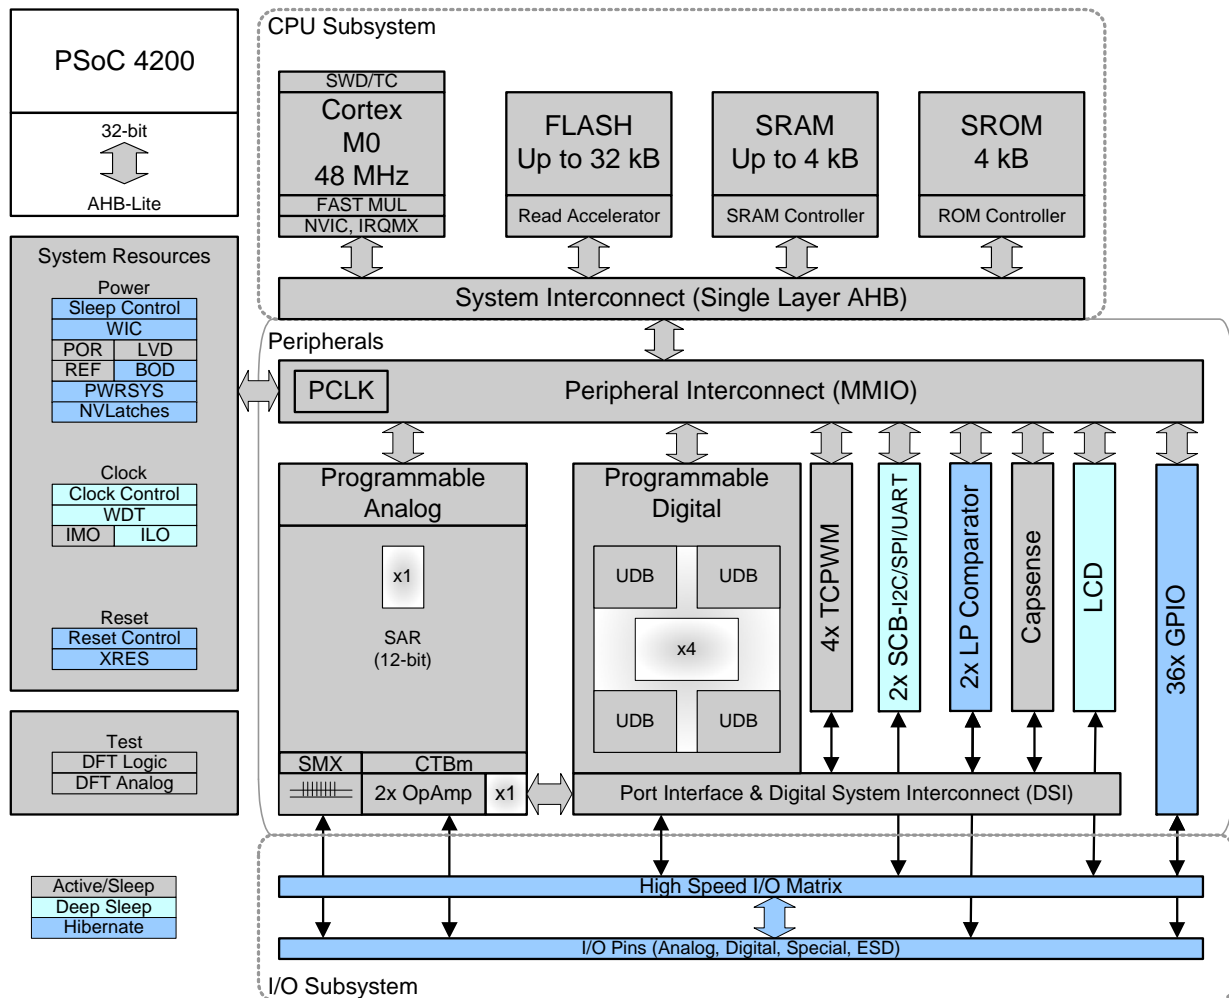 PSoC 4200
32-bit
AHB-Lite
CPU Subsystem
SWD/TC
Cortex
M0
48 MHz
FAST MUL
NVIC, IRQMX
FLASH
Up to 32 kB
Read Accelerator
SRAM
Up to 4 kB
SRAM Controller
SROM
4 kB
ROM Controller
System Interconnect (Single Layer AHB)
System Resources
Power
Sleep Control
WIC
POR LVD
REF BOD
PWRSYS
NVLatches
Clock
Clock Control
WDT
IMO ILO
Reset
Reset Control
XRES
Test
DFT Logic
DFT Analog
Peripherals
PCLK
Peripheral Interconnect (MMIO)
Programmable
Analog
x1
SAR
(12-bit)
SMX
CTBm
2x OpAmp
x1
Programmable
Digital
UDB
UDB
x4
UDB
UDB
4x TCPWM
2x SCB-I2C/SPI/UART
2x LP Comparator
Capsense
LCD
36x GPIO
Port Interface & Digital System Interconnect (DSI)
High Speed I/O Matrix
I/O Pins (Analog, Digital, Special, ESD)
I/O Subsystem
Active/Sleep
Deep Sleep
Hibernate